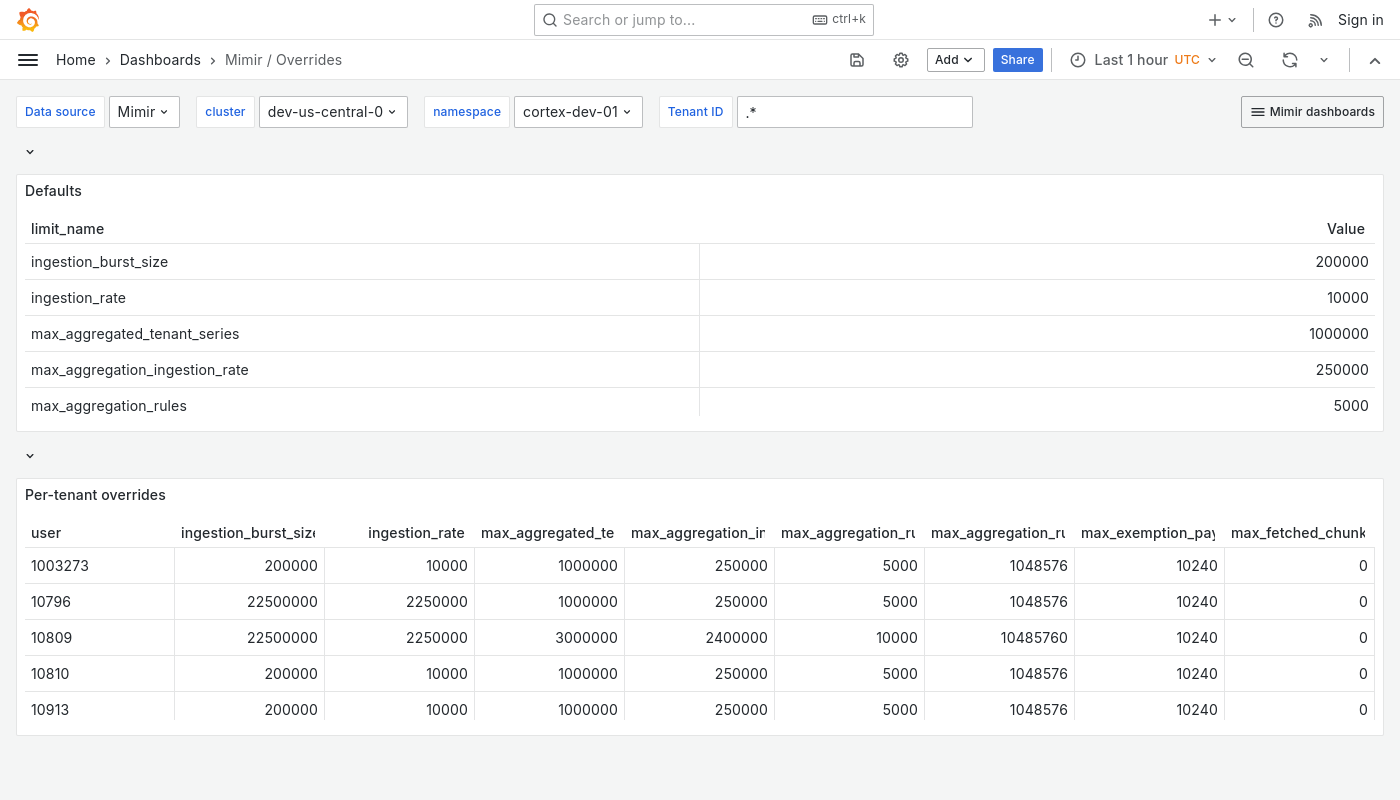 Search or jump to... ctrl+k Sign in
Home Dashboards Mimir / Overrides Add Share Last 1 hour UTC
Data source Mimir cluster dev-us-central-0 namespace cortex-dev-01 Tenant ID .* Mimir dashboards
Defaults
limit_name Value
ingestion_burst_size 200000
ingestion_rate 10000
max_aggregated_tenant_series 1000000
max_aggregation_ingestion_rate 250000
max_aggregation_rules 5000
Per-tenant overrides
user ingestion_burst_size ingestion_rate max_aggregated_te max_aggregation_in max_aggregation_ru max_aggregation_ru max_exemption_pay max_fetched_chunk
1003273 200000 10000 1000000 250000 5000 1048576 10240 0
10796 22500000 2250000 1000000 250000 5000 1048576 10240 0
10809 22500000 2250000 3000000 2400000 10000 10485760 10240 0
10810 200000 10000 1000000 250000 5000 1048576 10240 0
10913 200000 10000 1000000 250000 5000 1048576 10240 0